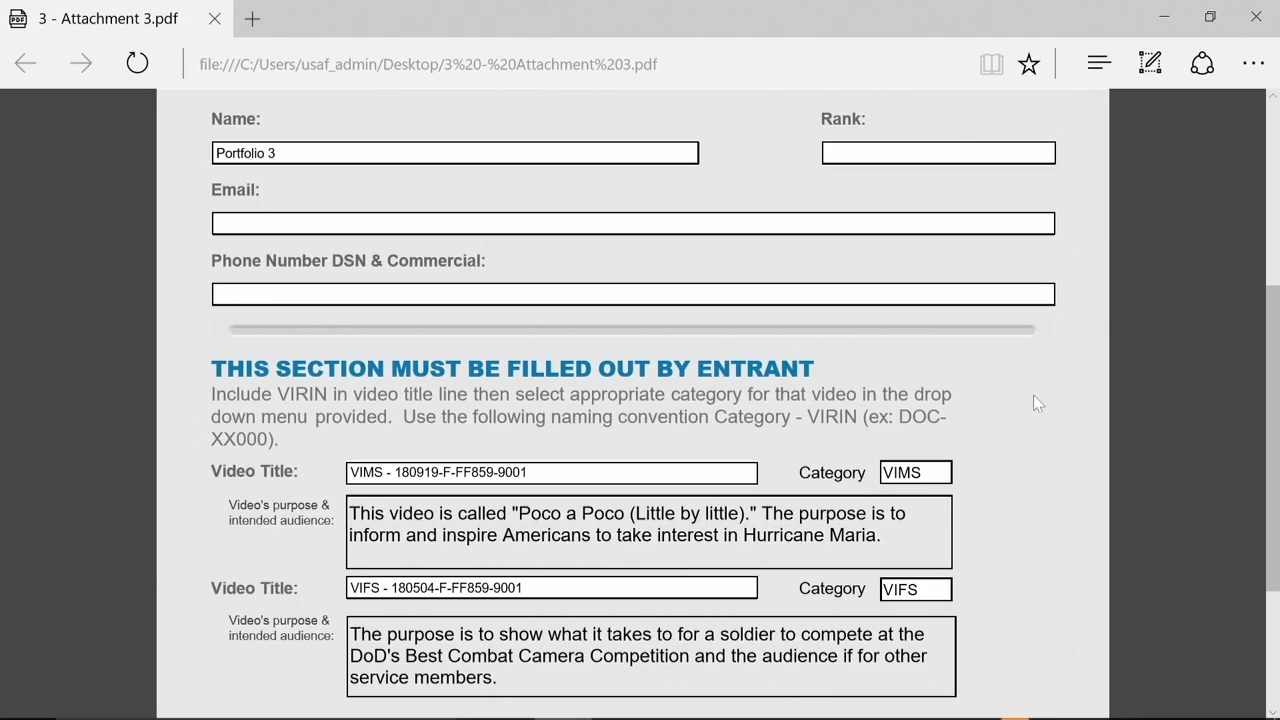 3 - Attachment 3.pdf
file:///C:/Users/usaf_admin/Desktop/3%20-%20Attachment%203.pdf
Name:
Rank:
Portfolio 3
Email:
Phone Number DSN & Commercial:
THIS SECTION MUST BE FILLED OUT BY ENTRANT
Include VIRIN in video title line then select appropriate category for that video in the drop
down menu provided. Use the following naming convention Category - VIRIN (ex: DOC-
XX000).
Video Title: VIMS - 180919-F-FF859-9001 Category VIMS
Video's purpose &
intended audience:
This video is called "Poco a Poco (Little by little)." The purpose is to
inform and inspire Americans to take interest in Hurricane Maria.
Video Title: VIFS - 180504-F-FF859-9001 Category VIFS
Video's purpose &
intended audience:
The purpose is to show what it takes to for a soldier to compete at the
DoD's Best Combat Camera Competition and the audience if for other
service members.